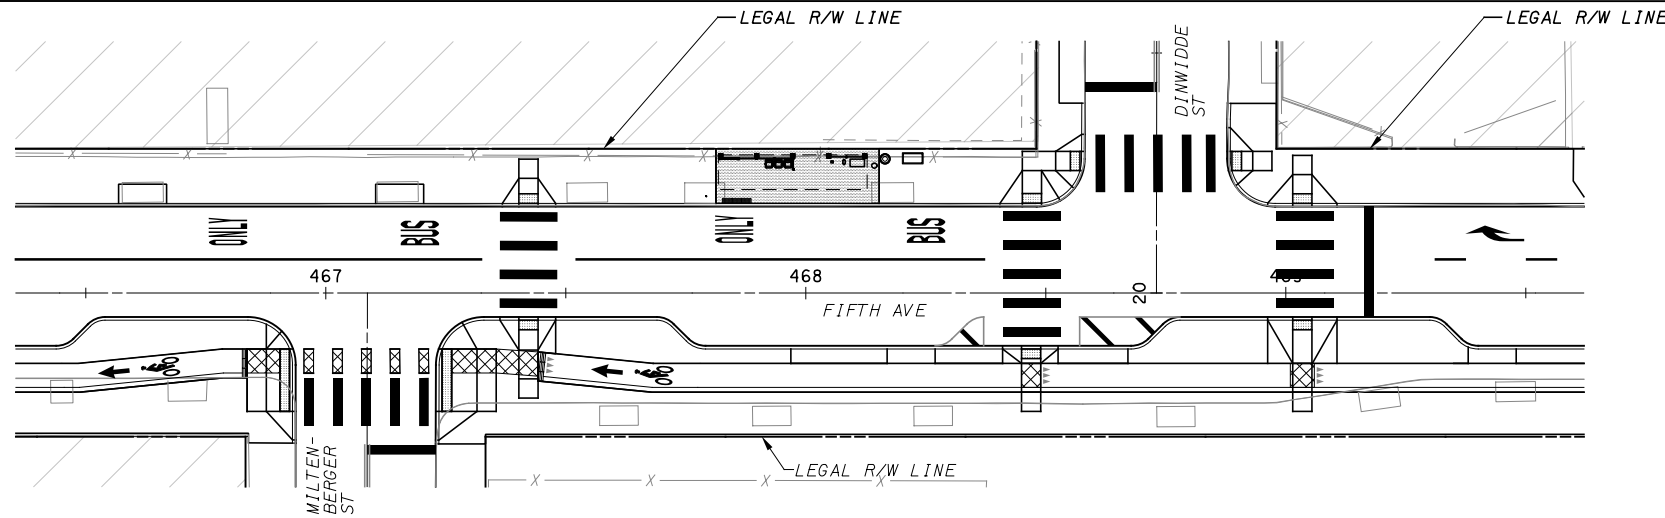 LEGAL R/W LINE
LEGAL R/W LINE
DINWIDDE
ST
ONLY
BUS
ONLY
BUS
467
468
469
20
FIFTH AVE
LEGAL R/W LINE
MILTEN-
BERGER
ST